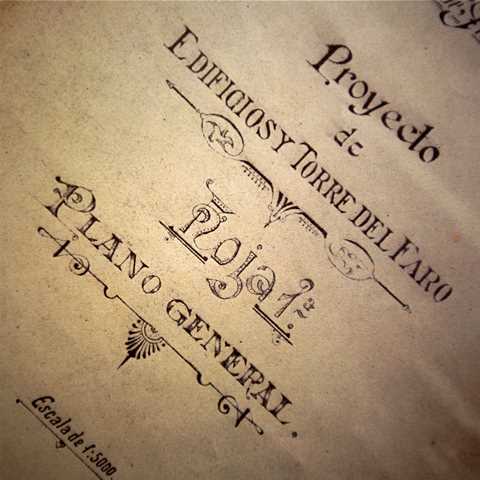 Proyecto
de
EDIFICIOS Y TORRE DEL FARO
Hoja 1ª
PLANO GENERAL.
Escala de 1:5000.